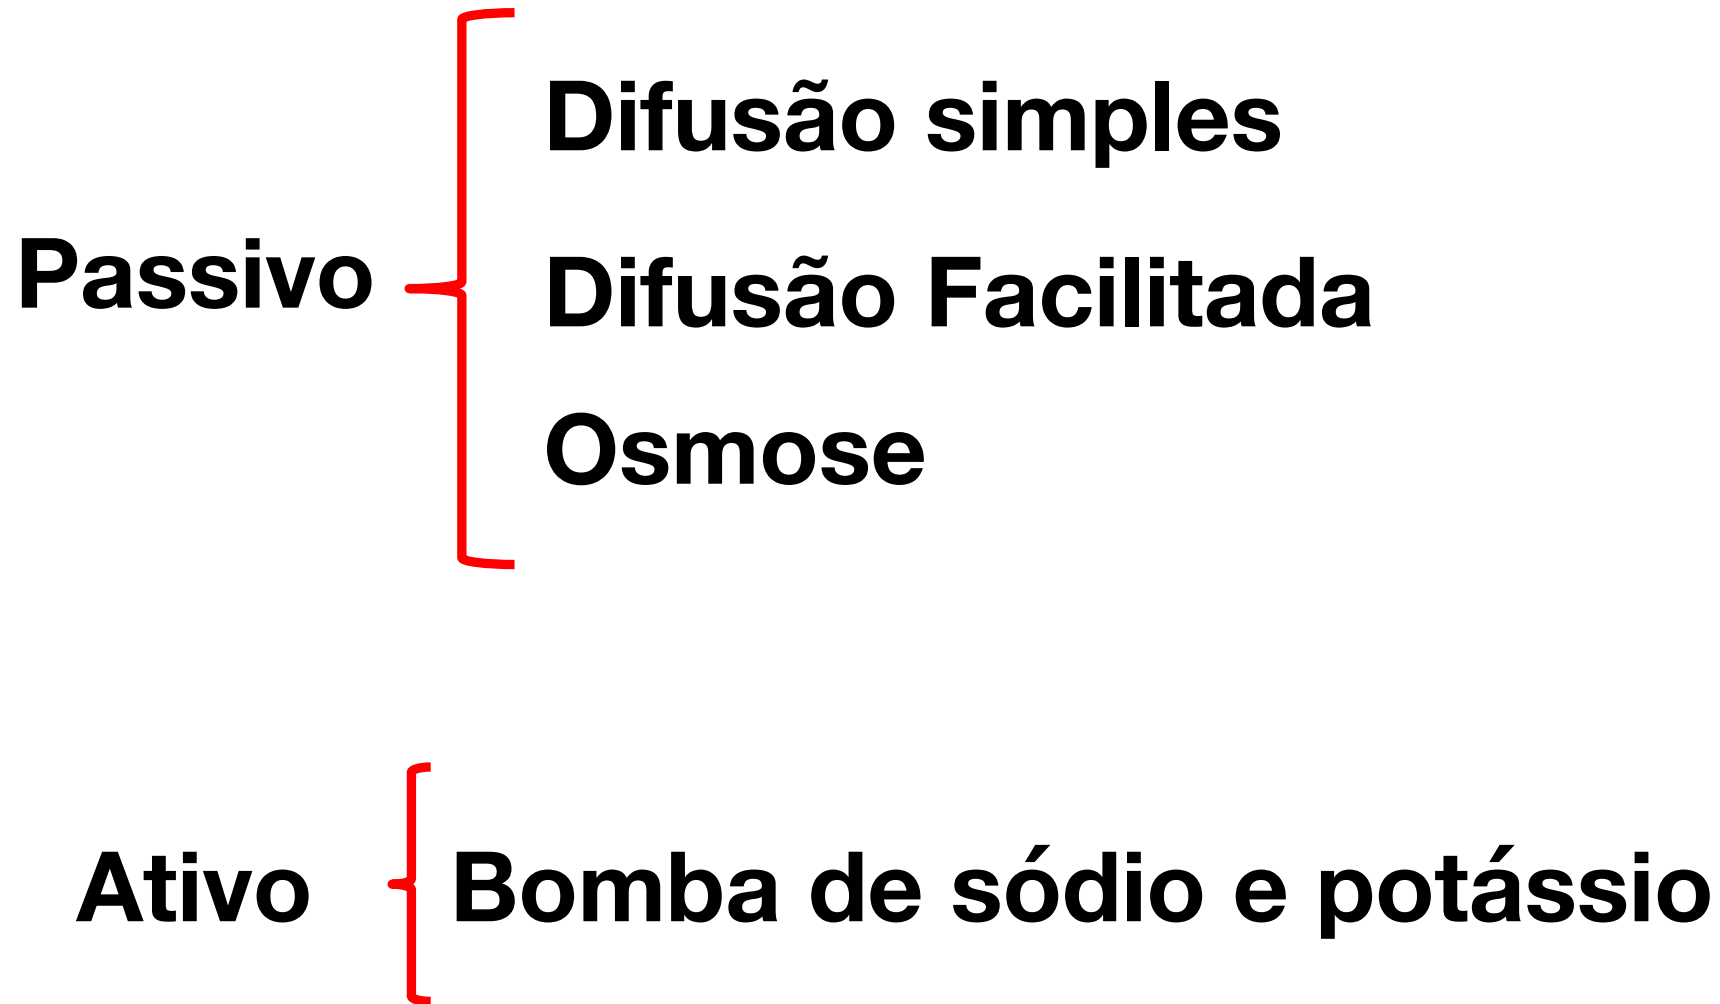 Difusão simples
Passivo
Difusão Facilitada
Osmose
Ativo
Bomba de sódio e potássio